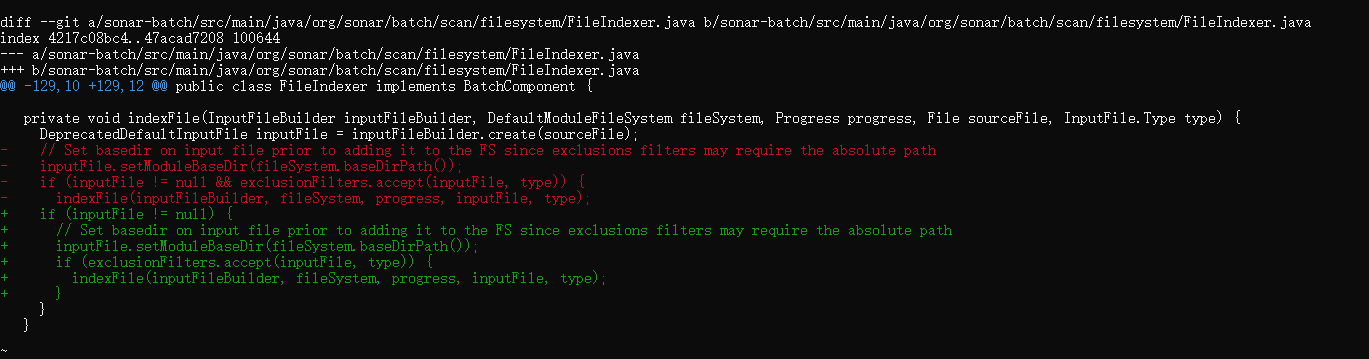 diff --git a/sonar-batch/src/main/java/org/sonar/batch/scan/filesystem/FileIndexer.java b/sonar-batch/src/main/java/org/sonar/batch/scan/filesystem/FileIndexer.java
index 4217c08bc4..47acad7208 100644
--- a/sonar-batch/src/main/java/org/sonar/batch/scan/filesystem/FileIndexer.java
+++ b/sonar-batch/src/main/java/org/sonar/batch/scan/filesystem/FileIndexer.java
@@ -129,10 +129,12 @@ public class FileIndexer implements BatchComponent {
   private void indexFile(InputFileBuilder inputFileBuilder, DefaultModuleFileSystem fileSystem, Progress progress, File sourceFile, InputFile.Type type) {
     DeprecatedDefaultInputFile inputFile = inputFileBuilder.create(sourceFile);
-    // Set basedir on input file prior to adding it to the FS since exclusions filters may require the absolute path
-    inputFile.setModuleBaseDir(fileSystem.baseDirPath());
-    if (inputFile != null && exclusionFilters.accept(inputFile, type)) {
-      indexFile(inputFileBuilder, fileSystem, progress, inputFile, type);
+    if (inputFile != null) {
+      // Set basedir on input file prior to adding it to the FS since exclusions filters may require the absolute path
+      inputFile.setModuleBaseDir(fileSystem.baseDirPath());
+      if (exclusionFilters.accept(inputFile, type)) {
+        indexFile(inputFileBuilder, fileSystem, progress, inputFile, type);
+      }
     }
   }
~